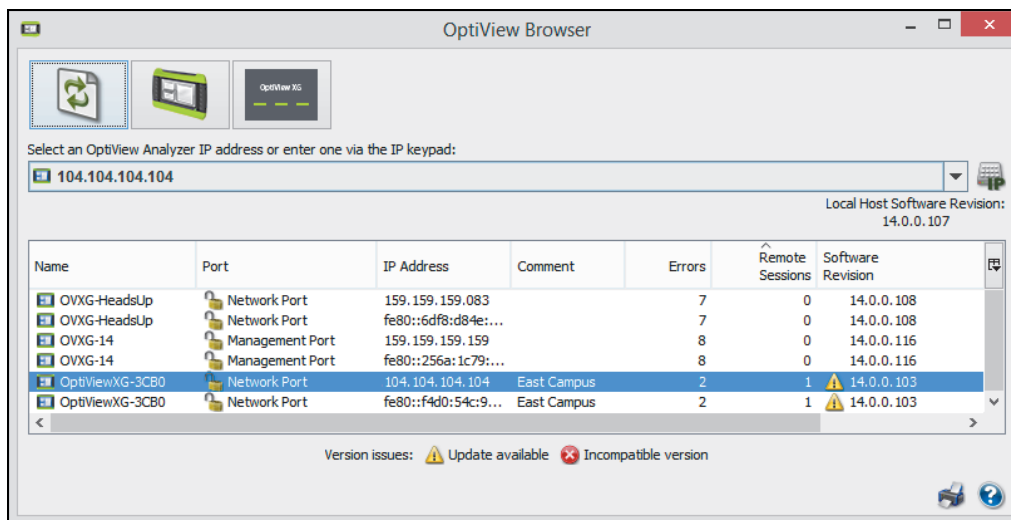 OptiView Browser
OptiView XG
Select an OptiView Analyzer IP address or enter one via the IP keypad:
104.104.104.104
IP
Local Host Software Revision:
14.0.0.107
Name Port IP Address Comment Errors Remote Sessions Software Revision
OVXG-HeadsUp Network Port 159.159.159.083 7 0 14.0.0.108
OVXG-HeadsUp Network Port fe80::6df8:d84e:... 7 0 14.0.0.108
OVXG-14 Management Port 159.159.159.159 8 0 14.0.0.116
OVXG-14 Management Port fe80::256a:1c79:... 8 0 14.0.0.116
OptiViewXG-3CB0 Network Port 104.104.104.104 East Campus 2 1 14.0.0.103
OptiViewXG-3CB0 Network Port fe80::f4d0:54c:9... East Campus 2 1 14.0.0.103
Version issues: Update available Incompatible version